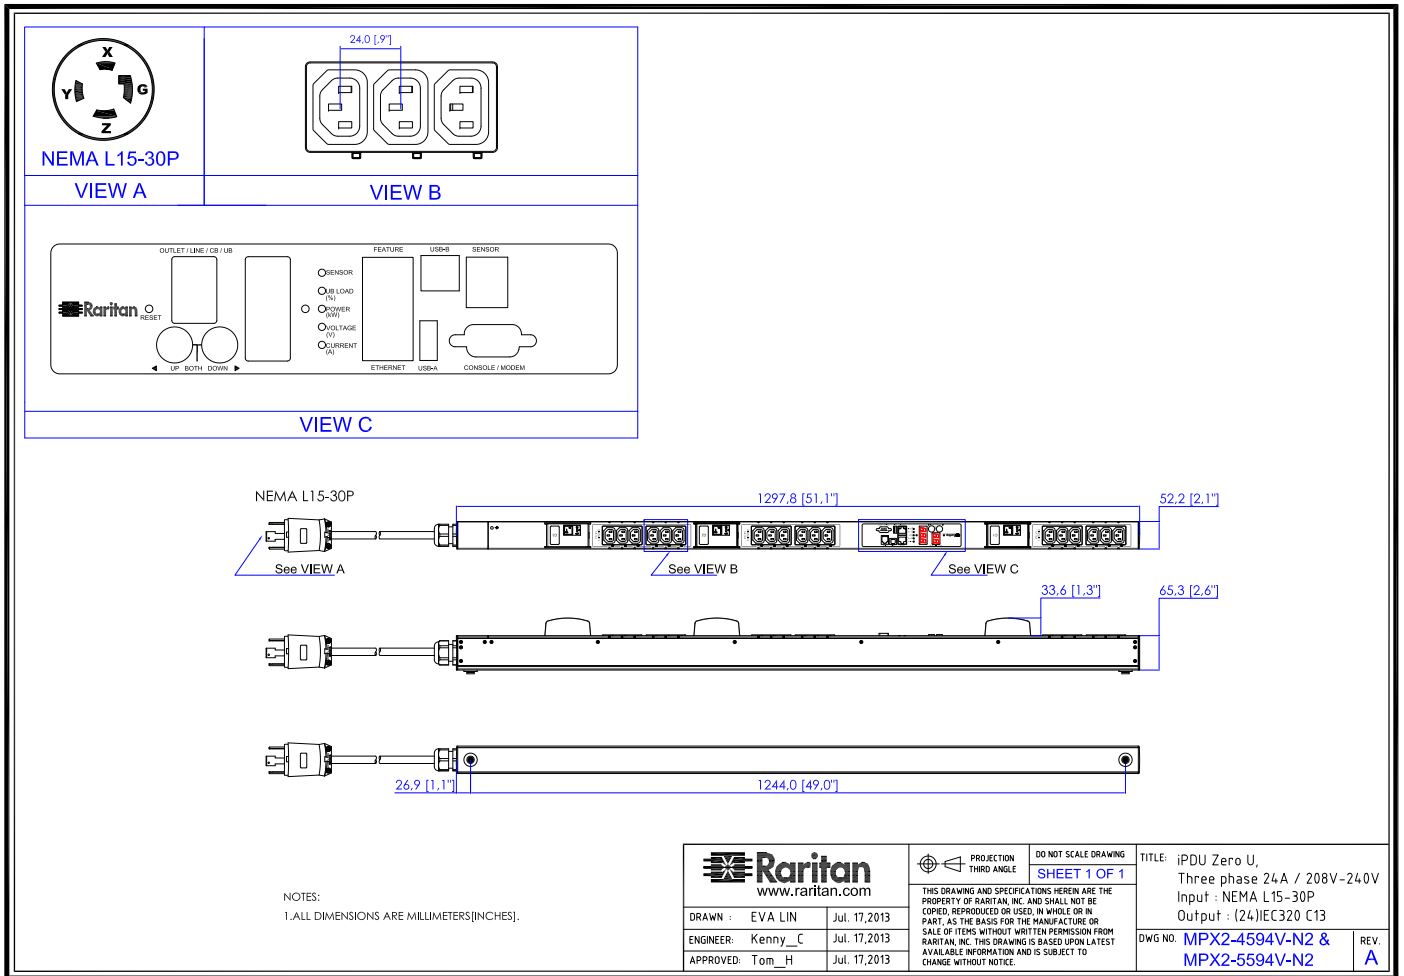 X
Y
G
Z
NEMA L15-30P
VIEW A
24,0 [,9"]
VIEW B
OUTLET / LINE / CB / UB
FEATURE
USB-B
SENSOR
Raritan
RESET
SENSOR
UB LOAD
(%)
POWER
(kW)
VOLTAGE
(V)
CURRENT
(A)
UP BOTH DOWN
ETHERNET
USB-A
CONSOLE / MODEM
VIEW C
NEMA L15-30P
1297,8 [51,1"]
52,2 [2,1"]
See VIEW A
See VIEW B
See VIEW C
33,6 [1,3"]
65,3 [2,6"]
26,9 [1,1"]
1244,0 [49,0"]
NOTES:
1.ALL DIMENSIONS ARE MILLIMETERS[INCHES].
Raritan
www.raritan.com
DRAWN : EVA LIN Jul. 17,2013
ENGINEER: Kenny__C Jul. 17,2013
APPROVED: Tom__H Jul. 17,2013
PROJECTION
THIRD ANGLE
DO NOT SCALE DRAWING
SHEET 1 OF 1
THIS DRAWING AND SPECIFICATIONS HEREIN ARE THE
PROPERTY OF RARITAN, INC. AND SHALL NOT BE
COPIED, REPRODUCED OR USED, IN WHOLE OR IN
PART, AS THE BASIS FOR THE MANUFACTURE OR
SALE OF ITEMS WITHOUT WRITTEN PERMISSION FROM
RARITAN, INC. THIS DRAWING IS BASED UPON LATEST
AVAILABLE INFORMATION AND IS SUBJECT TO
CHANGE WITHOUT NOTICE.
TITLE: iPDU Zero U,
Three phase 24A / 208V-240V
Input : NEMA L15-30P
Output : (24)IEC320 C13
DWG NO. MPX2-4594V-N2 &
MPX2-5594V-N2
REV.
A